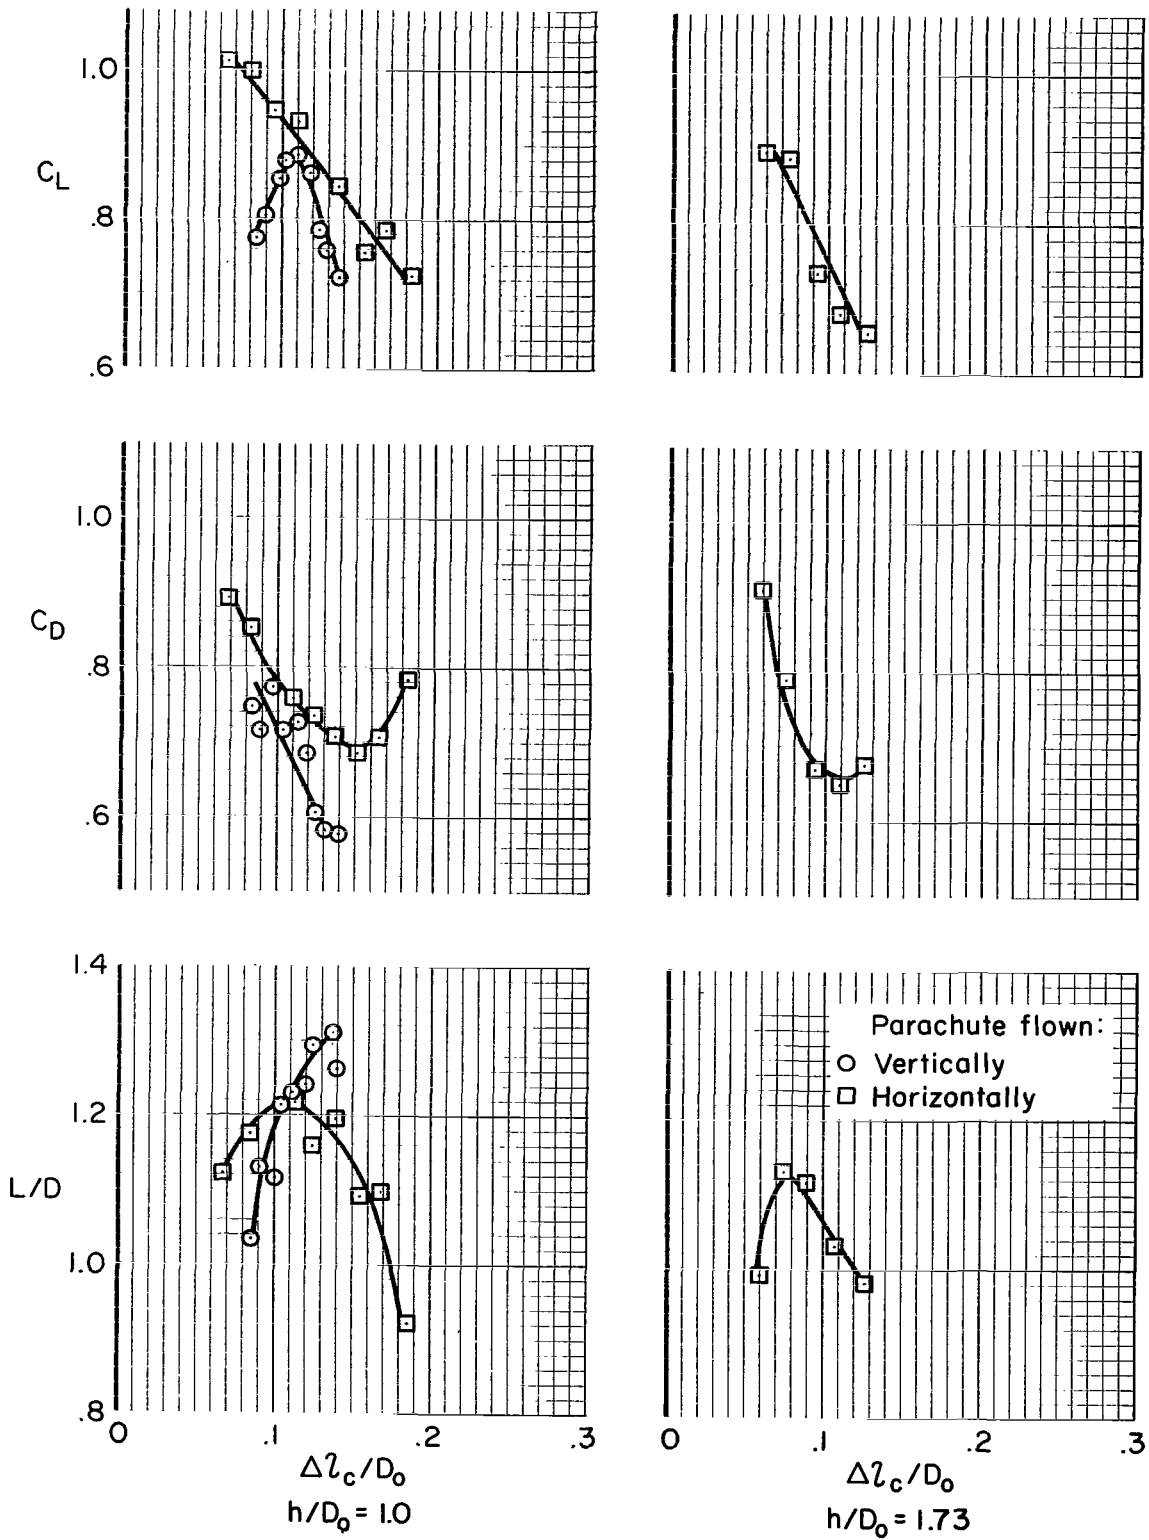 1.0
C_L
.8
.6
1.0
C_D
.8
.6
1.4
1.2
L/D
1.0
.8
0 .1 .2 .3
Δl_c/D_o
h/D_o = 1.0
Parachute flown:
Vertically
Horizontally
0 .1 .2 .3
Δl_c/D_o
h/D_o = 1.73